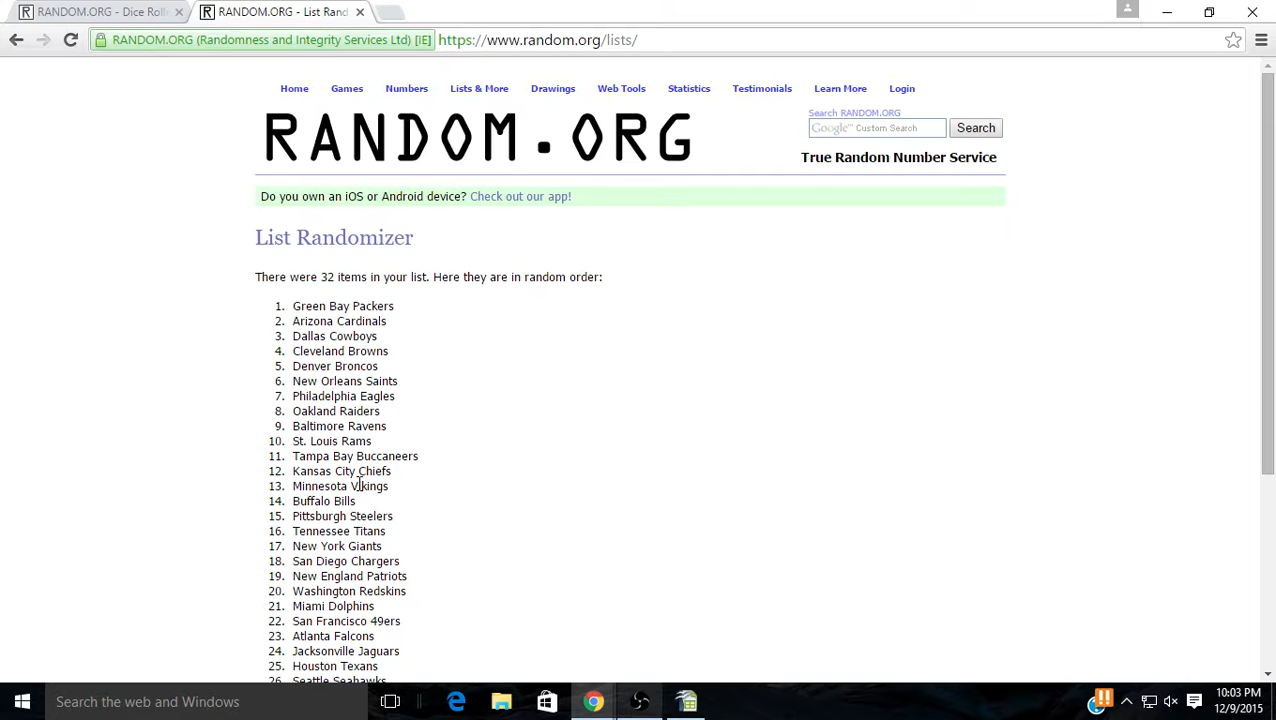 RANDOM.ORG - Dice Roll
RANDOM.ORG - List Rand
RANDOM.ORG (Randomness and Integrity Services Ltd) [IE] https://www.random.org/lists/
Home Games Numbers Lists & More Drawings Web Tools Statistics Testimonials Learn More Login
RANDOM.ORG
Search RANDOM.ORG
Google™ Custom Search Search
True Random Number Service
Do you own an iOS or Android device? Check out our app!
List Randomizer
There were 32 items in your list. Here they are in random order:
1. Green Bay Packers
2. Arizona Cardinals
3. Dallas Cowboys
4. Cleveland Browns
5. Denver Broncos
6. New Orleans Saints
7. Philadelphia Eagles
8. Oakland Raiders
9. Baltimore Ravens
10. St. Louis Rams
11. Tampa Bay Buccaneers
12. Kansas City Chiefs
13. Minnesota Vikings
14. Buffalo Bills
15. Pittsburgh Steelers
16. Tennessee Titans
17. New York Giants
18. San Diego Chargers
19. New England Patriots
20. Washington Redskins
21. Miami Dolphins
22. San Francisco 49ers
23. Atlanta Falcons
24. Jacksonville Jaguars
25. Houston Texans
26. Seattle Seahawks
Search the web and Windows
10:03 PM
12/9/2015